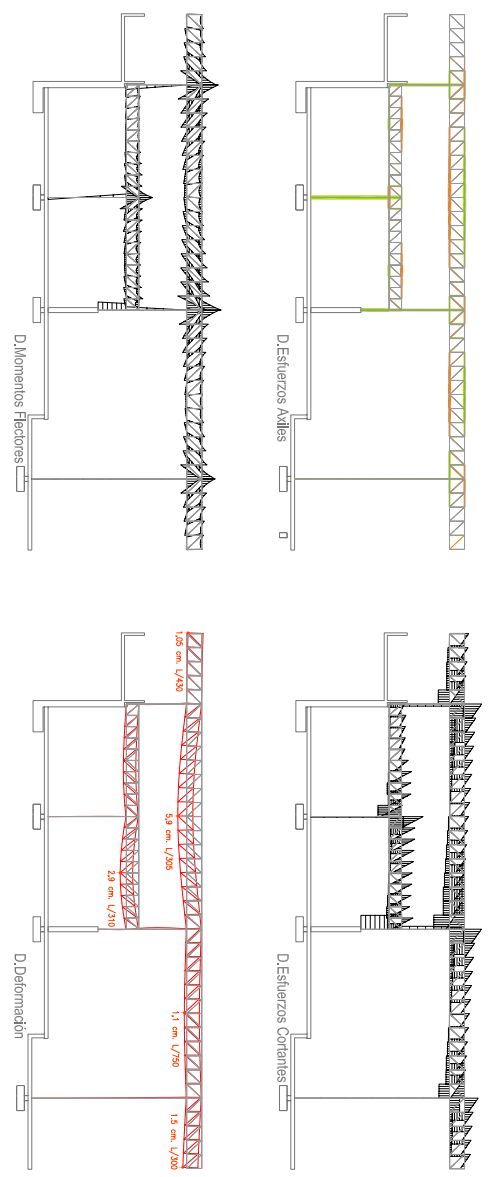 D.Esfuerzos Axiles
D.Esfuerzos Cortantes
D.Momentos Flectores
1,05 cm. L/430
5,9 cm. L/305
2,9 cm. L/310
1,1 cm. L/750
1.5 cm. L/300
D.Deformación